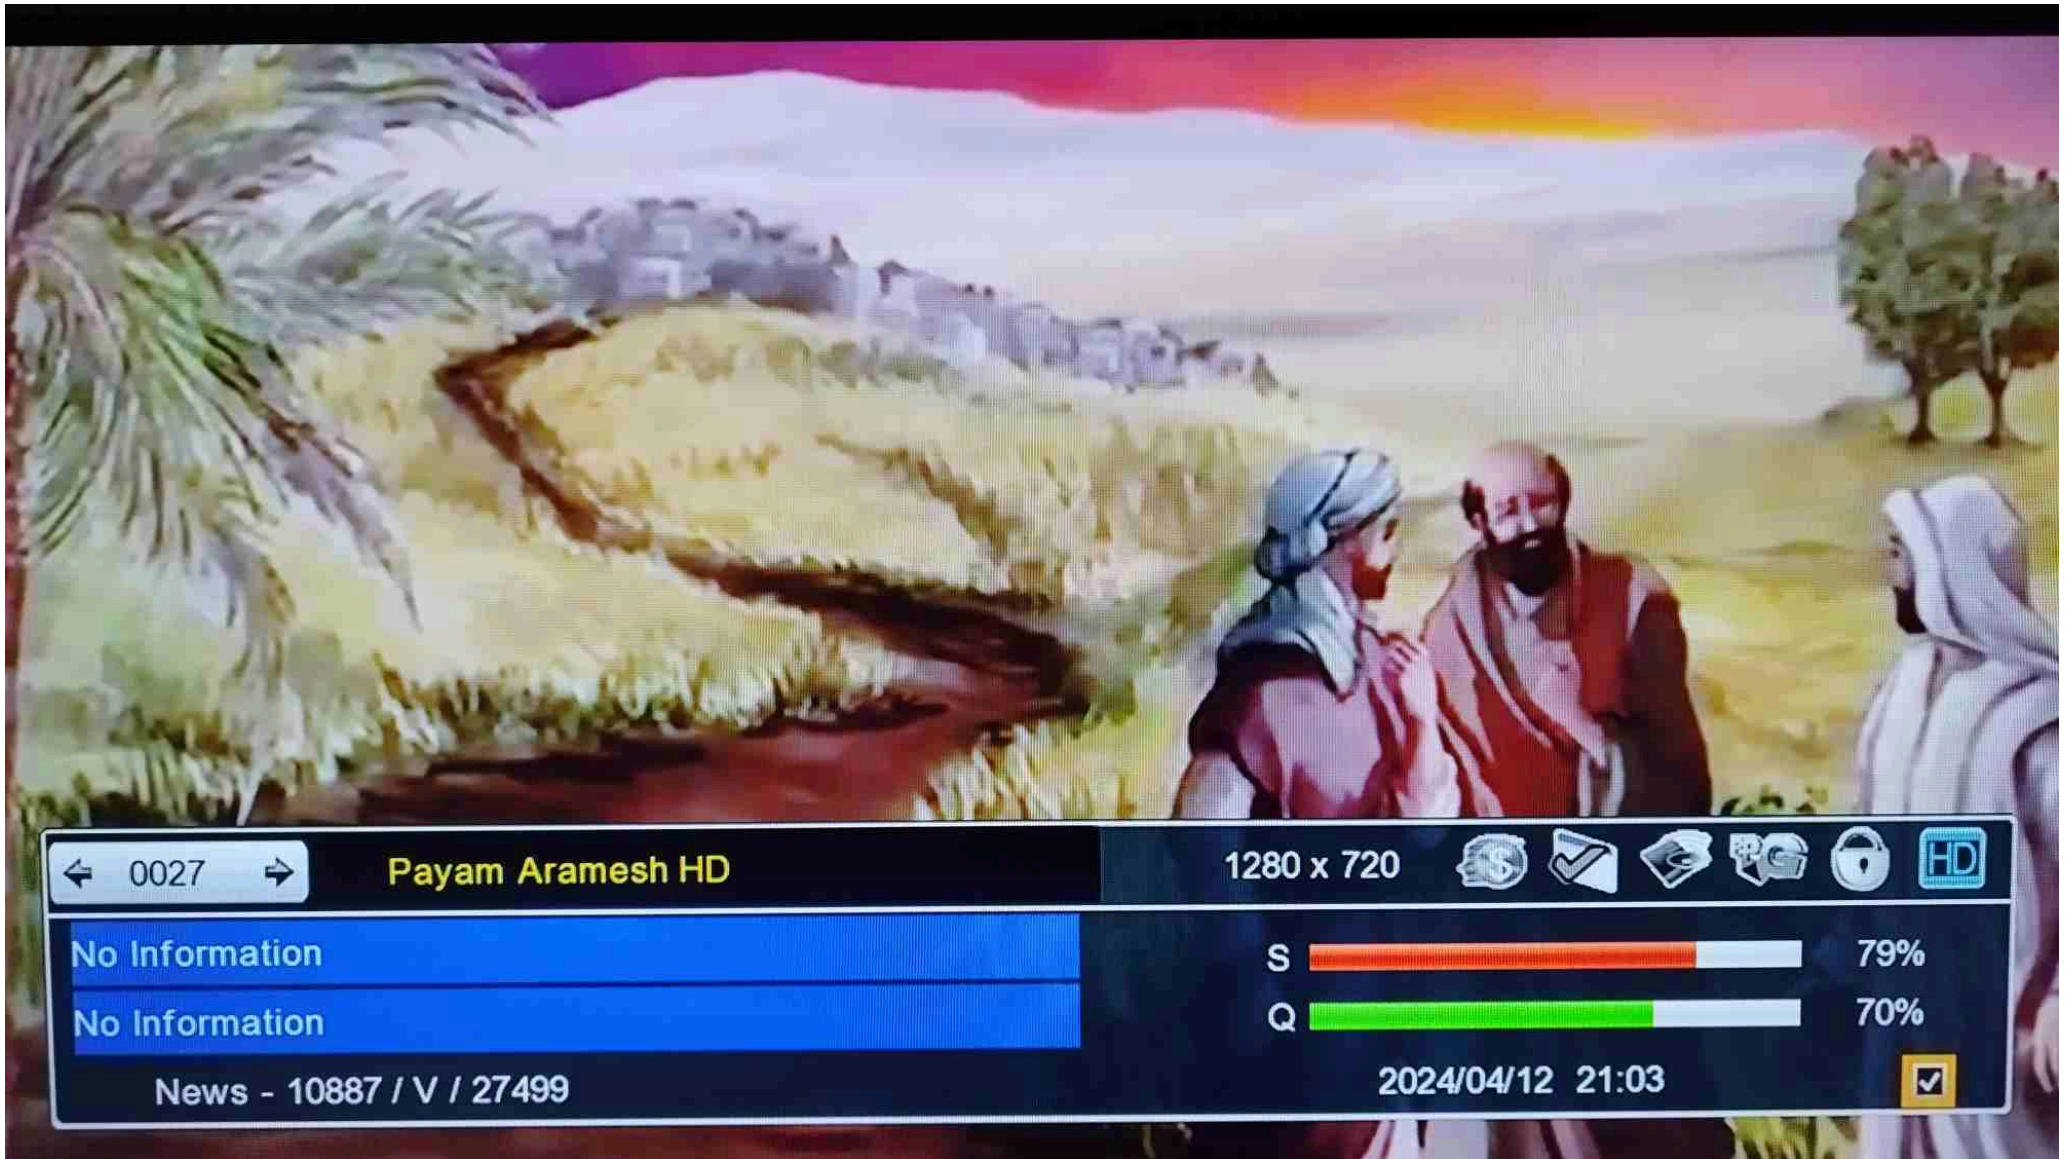 0027 Payam Aramesh HD 1280 x 720 $ HD
No Information
S 79%
No Information
Q 70%
News - 10887 / V / 27499
2024/04/12 21:03